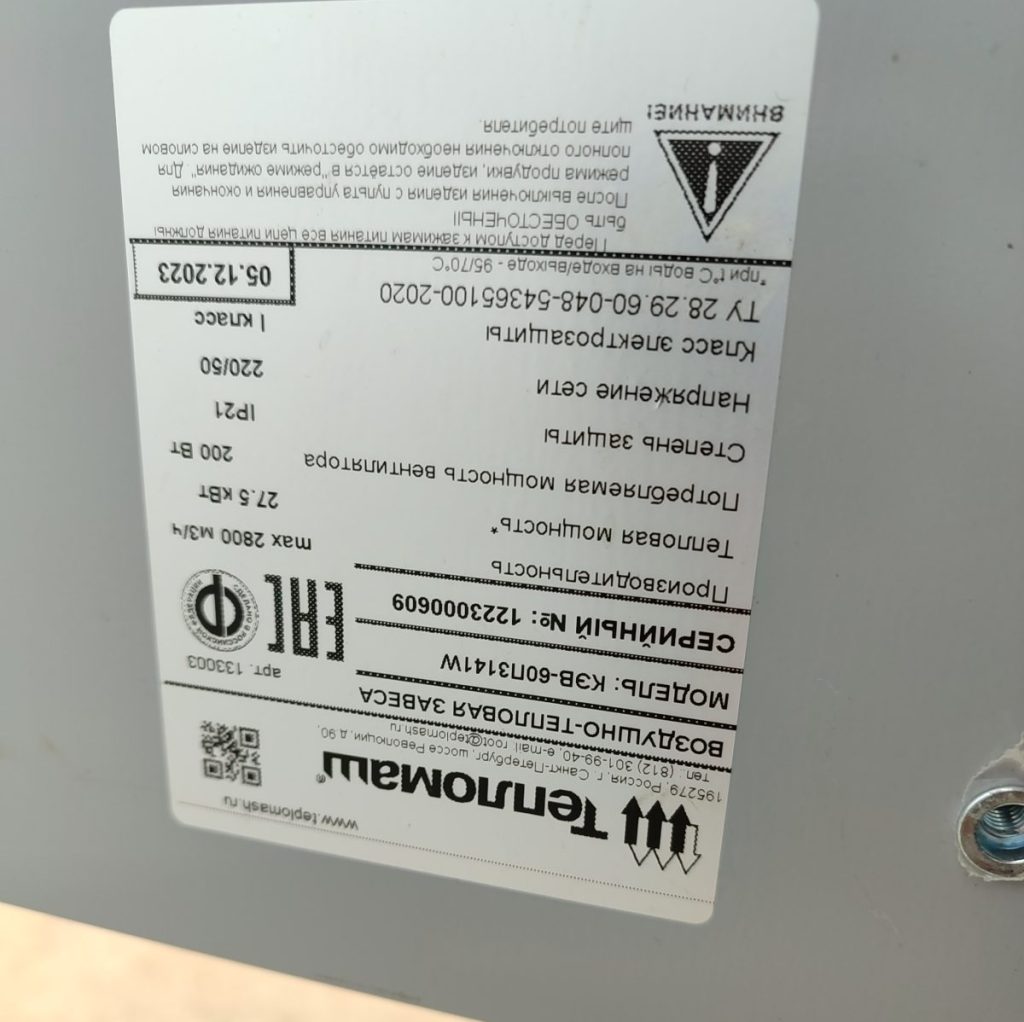 www.teplomash.ru
Тепломаш®
195279, Россия, г. Санкт-Петербург, шоссе Революции, д.90,
тел.: (812) 301-99-40, e-mail: root@teplomash.ru
ВОЗДУШНО-ТЕПЛОВАЯ ЗАВЕСА
арт. 133003
МОДЕЛЬ: КЭВ-60П3141W
СЕРИЙНЫЙ №: 1223000609
ЕАС
СДЕЛАНО В РОССИЙСКОЙ ФЕДЕРАЦИИ
Производительность max 2800 м3/ч
Тепловая мощность* 27.5 кВт
Потребляемая мощность вентилятора 200 Вт
Степень защиты IP21
Напряжение сети 220/50
Класс электрозащиты I класс
ТУ 28.29.60-048-54365100-2020
*при t°С воды на входе/выходе - 95/70°С
05.12.2023
Перед доступом к зажимам питания все цепи питания должны
быть ОБЕСТОЧЕНЫ!
После выключения изделия с пульта управления и окончания
режима продувки, изделие остаётся в "режиме ожидания". Для
полного отключения необходимо обесточить изделие на силовом
щите потребителя.
ВНИМАНИЕ!